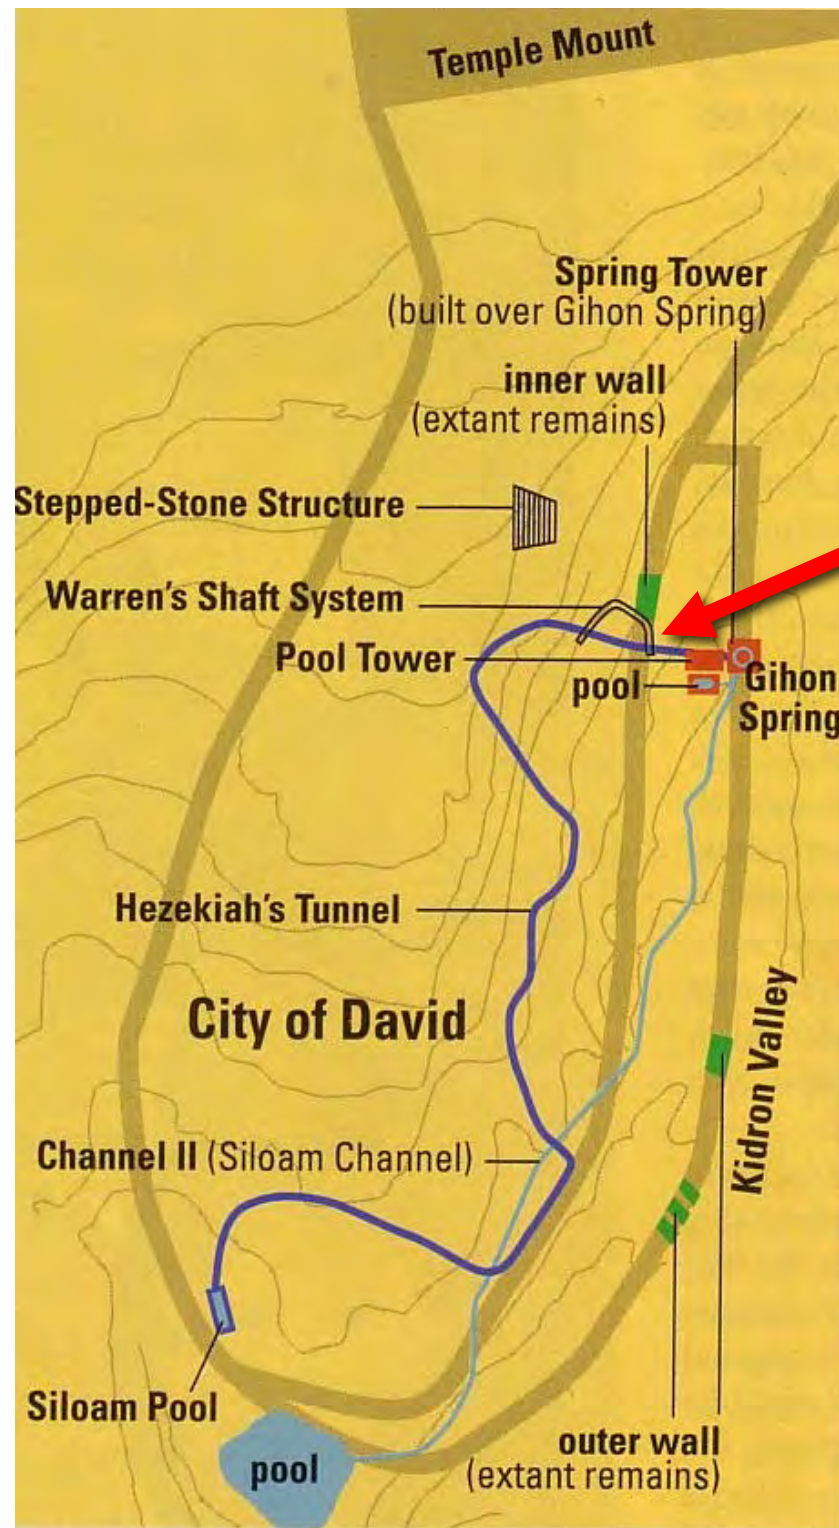 Temple Mount
Spring Tower
(built over Gihon Spring)
inner wall
(extant remains)
Stepped-Stone Structure
Warren's Shaft System
Pool Tower
pool
Gihon
Spring
Hezekiah's Tunnel
City of David
Kidron Valley
Channel II (Siloam Channel)
Siloam Pool
pool
outer wall
(extant remains)